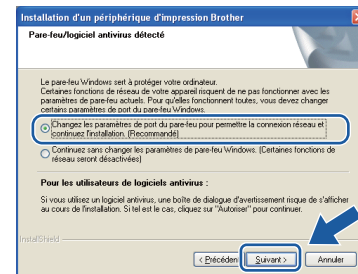 Installation d'un périphérique d'impression Brother
Pare-feu/logiciel antivirus détecté
Le pare-feu Windows sert à protéger votre ordinateur.
Certaines fonctions de réseau de votre appareil risquent de ne pas fonctionner avec les
paramètres de pare-feu actuels. Pour qu'elles fonctionnent toutes, vous devez changer
certains paramètres de port du pare-feu Windows.
Changez les paramètres de port du pare-feu pour permettre la connexion réseau et
continuez l'installation. (Recommandé)
Continuez sans changer les paramètres de pare-feu Windows. (Certaines fonctions de
réseau seront désactivées)
Pour les utilisateurs de logiciels antivirus :
Si vous utilisez un logiciel antivirus, une boîte de dialogue d'avertissement risque de s'afficher
au cours de l'installation. Si tel est le cas, cliquez sur "Autoriser" pour continuer.
InstallShield
< Précédent Suivant > Annuler